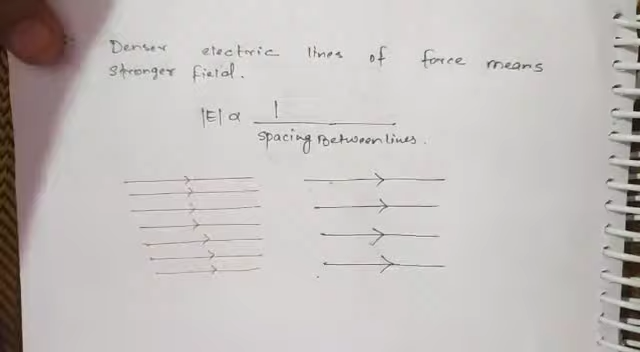 Denser electric lines of force means
stronger field.
|E| ∝ 1
spacing Between lines.